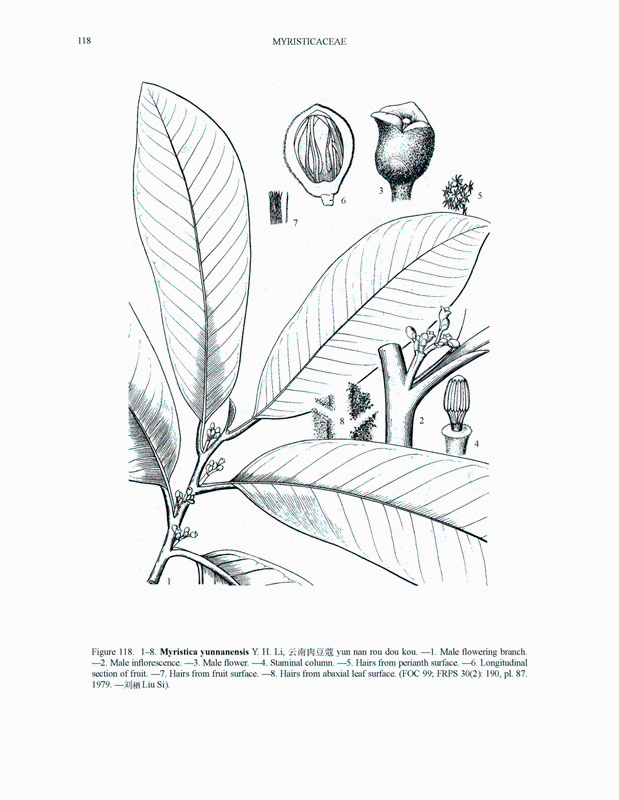 118
MYRISTICACEAE
6
3
5
7
8
2
4
1
Figure 118. 1–8. Myristica yunnanensis Y. H. Li, 云南肉豆蔻 yun nan rou dou kou. —1. Male flowering branch.
—2. Male inflorescence. —3. Male flower. —4. Staminal column. —5. Hairs from perianth surface. —6. Longitudinal
section of fruit. —7. Hairs from fruit surface. —8. Hairs from abaxial leaf surface. (FOC 99; FRPS 30(2): 190, pl. 87.
1979. —刘栖 Liu Si).